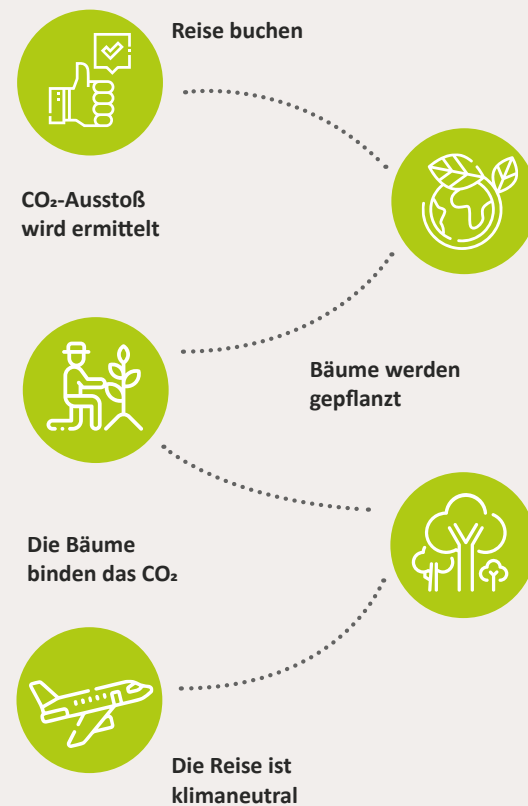 Reise buchen
CO₂-Ausstoß
wird ermittelt
Bäume werden
gepflanzt
Die Bäume
binden das CO₂
Die Reise ist
klimaneutral